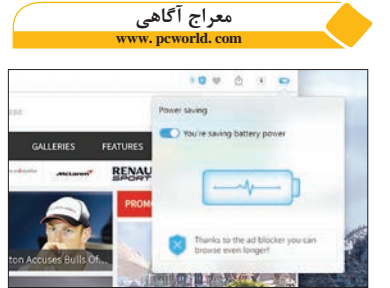 معراج آگاهی
www.pcworld.com
Power saving
You're saving battery power
GALLERIES FEATURES
McLaren RENAU
SPORT
PROMO
Thanks to the ad blocker you can
browse even longer!
ton Accuses Bulls Of...